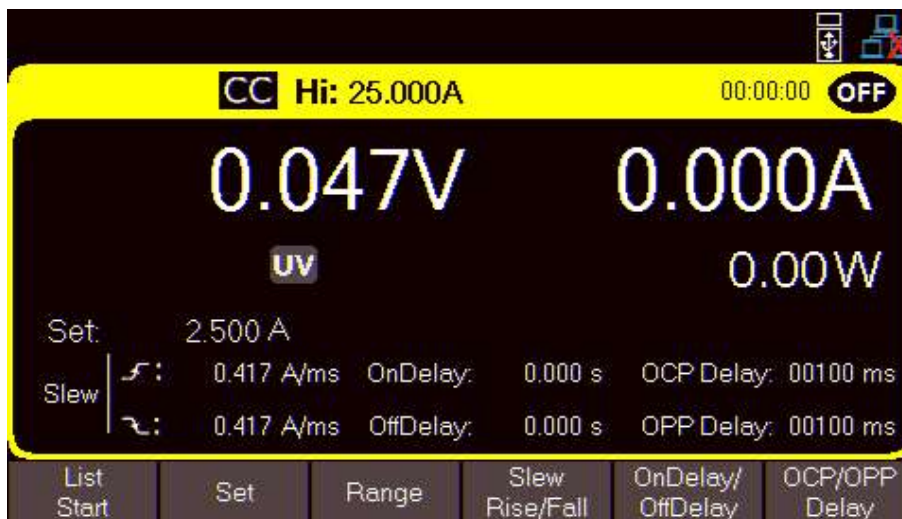 CC Hi: 25.000A 00:00:00 OFF
0.047V 0.000A
UV 0.00W
Set: 2.500 A
Slew
: 0.417 A/ms OnDelay: 0.000 s OCP Delay: 00100 ms
: 0.417 A/ms OffDelay: 0.000 s OPP Delay: 00100 ms
List Start Set Range Slew Rise/Fall OnDelay/ OffDelay OCP/OPP Delay